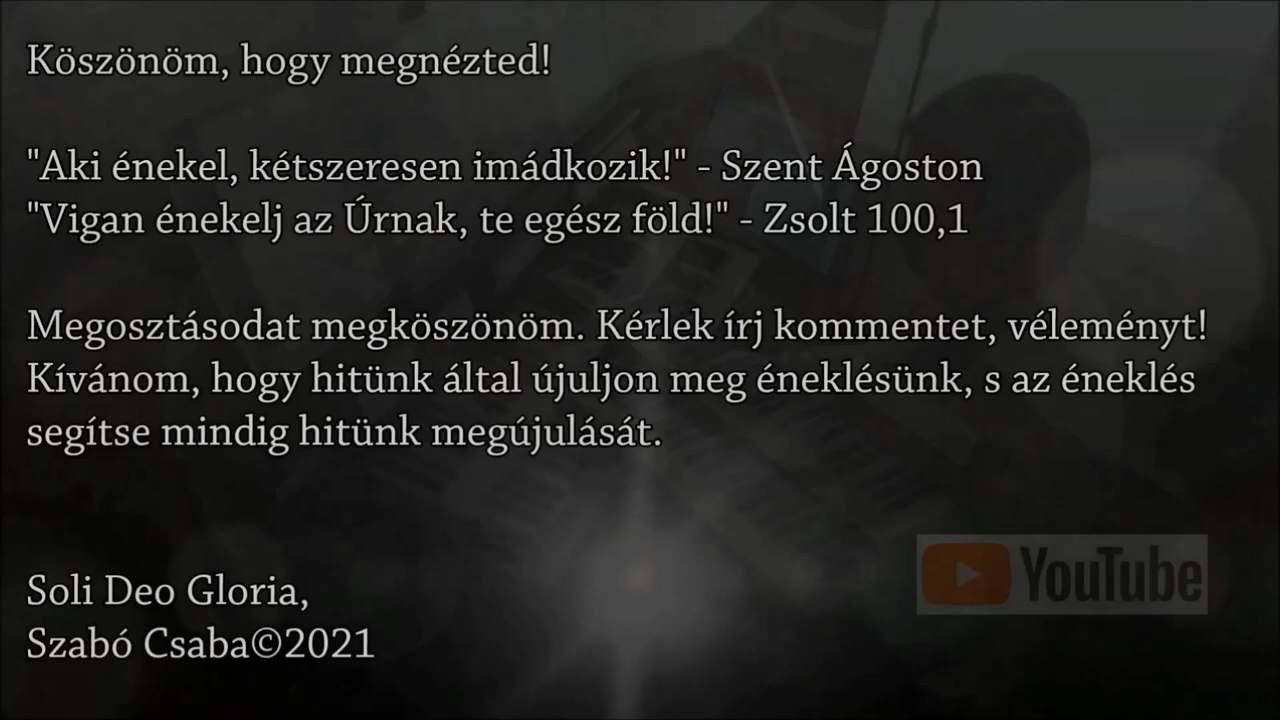 Köszönöm, hogy megnézted!
"Aki énekel, kétszeresen imádkozik!" - Szent Ágoston
"Vigan énekelj az Úrnak, te egész föld!" - Zsolt 100,1
Megosztásodat megköszönöm. Kérlek írj kommentet, véleményt!
Kívánom, hogy hitünk által újuljon meg éneklésünk, s az éneklés
segítse mindig hitünk megújulását.
YouTube
Soli Deo Gloria,
Szabó Csaba©2021